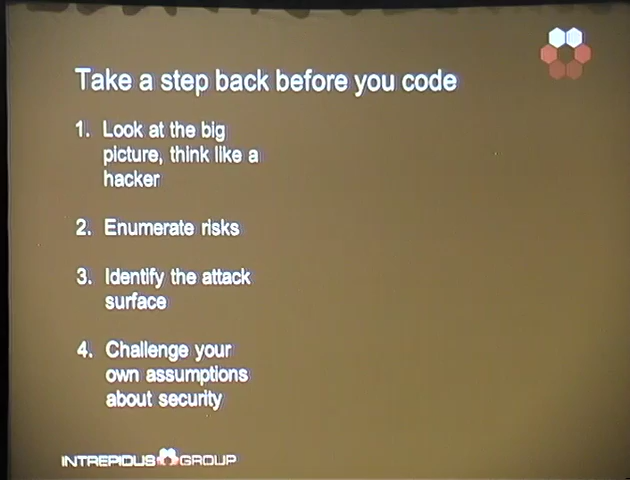 Take a step back before you code
1. Look at the big
picture, think like a
hacker
2. Enumerate risks
3. Identify the attack
surface
4. Challenge your
own assumptions
about security
INTREPIDUS GROUP